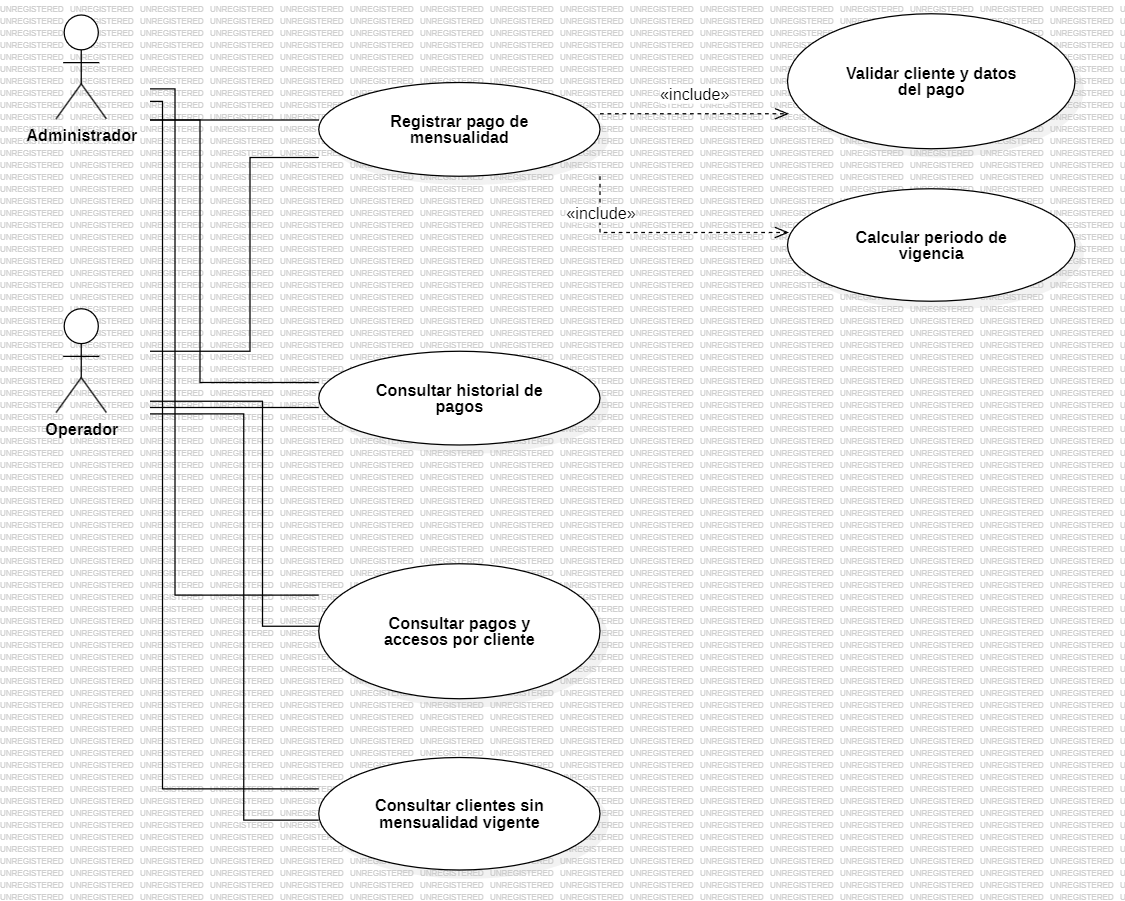 Administrador
Operador
Registrar pago de
mensualidad
«include»
Validar cliente y datos
del pago
«include»
Calcular periodo de
vigencia
Consultar historial de
pagos
Consultar pagos y
accesos por cliente
Consultar clientes sin
mensualidad vigente
UNREGISTERED